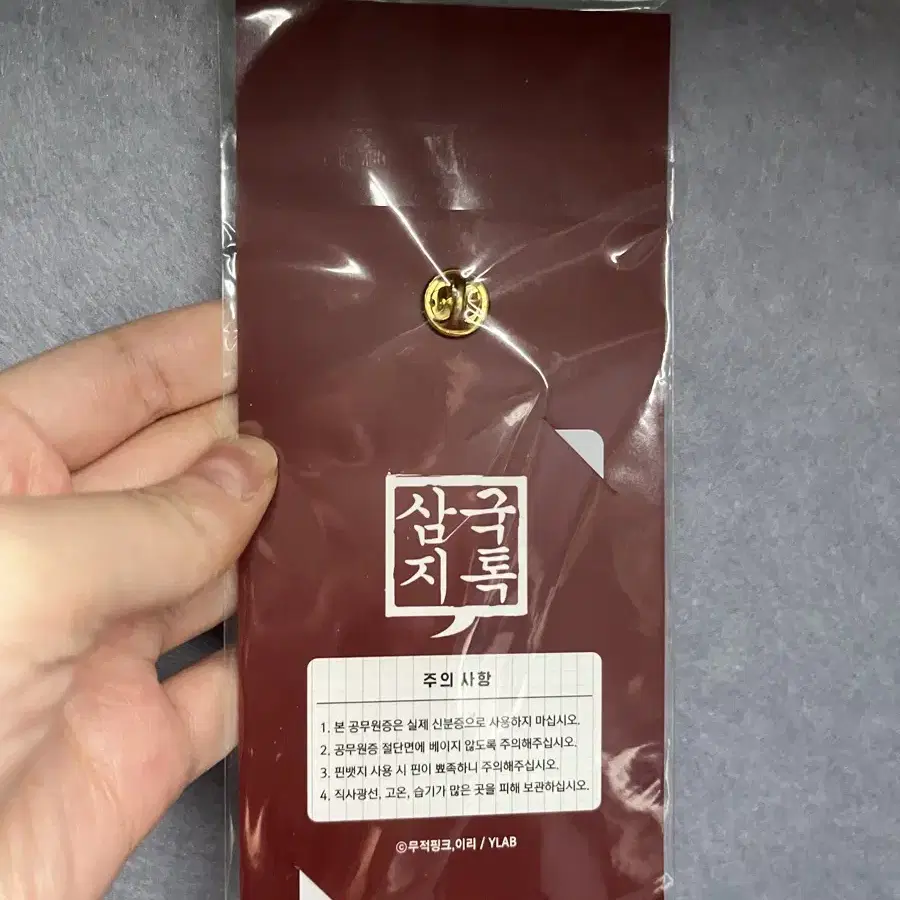 삼국
지톡
주의 사항
1. 본 공무원증은 실제 신분증으로 사용하지 마십시오.
2. 공무원증 절단면에 베이지 않도록 주의해주십시오.
3. 핀뱃지 사용 시 핀이 뾰족하니 주의해주십시오.
4. 직사광선, 고온, 습기가 많은 곳을 피해 보관하십시오.
©무적핑크,이리 / YLAB